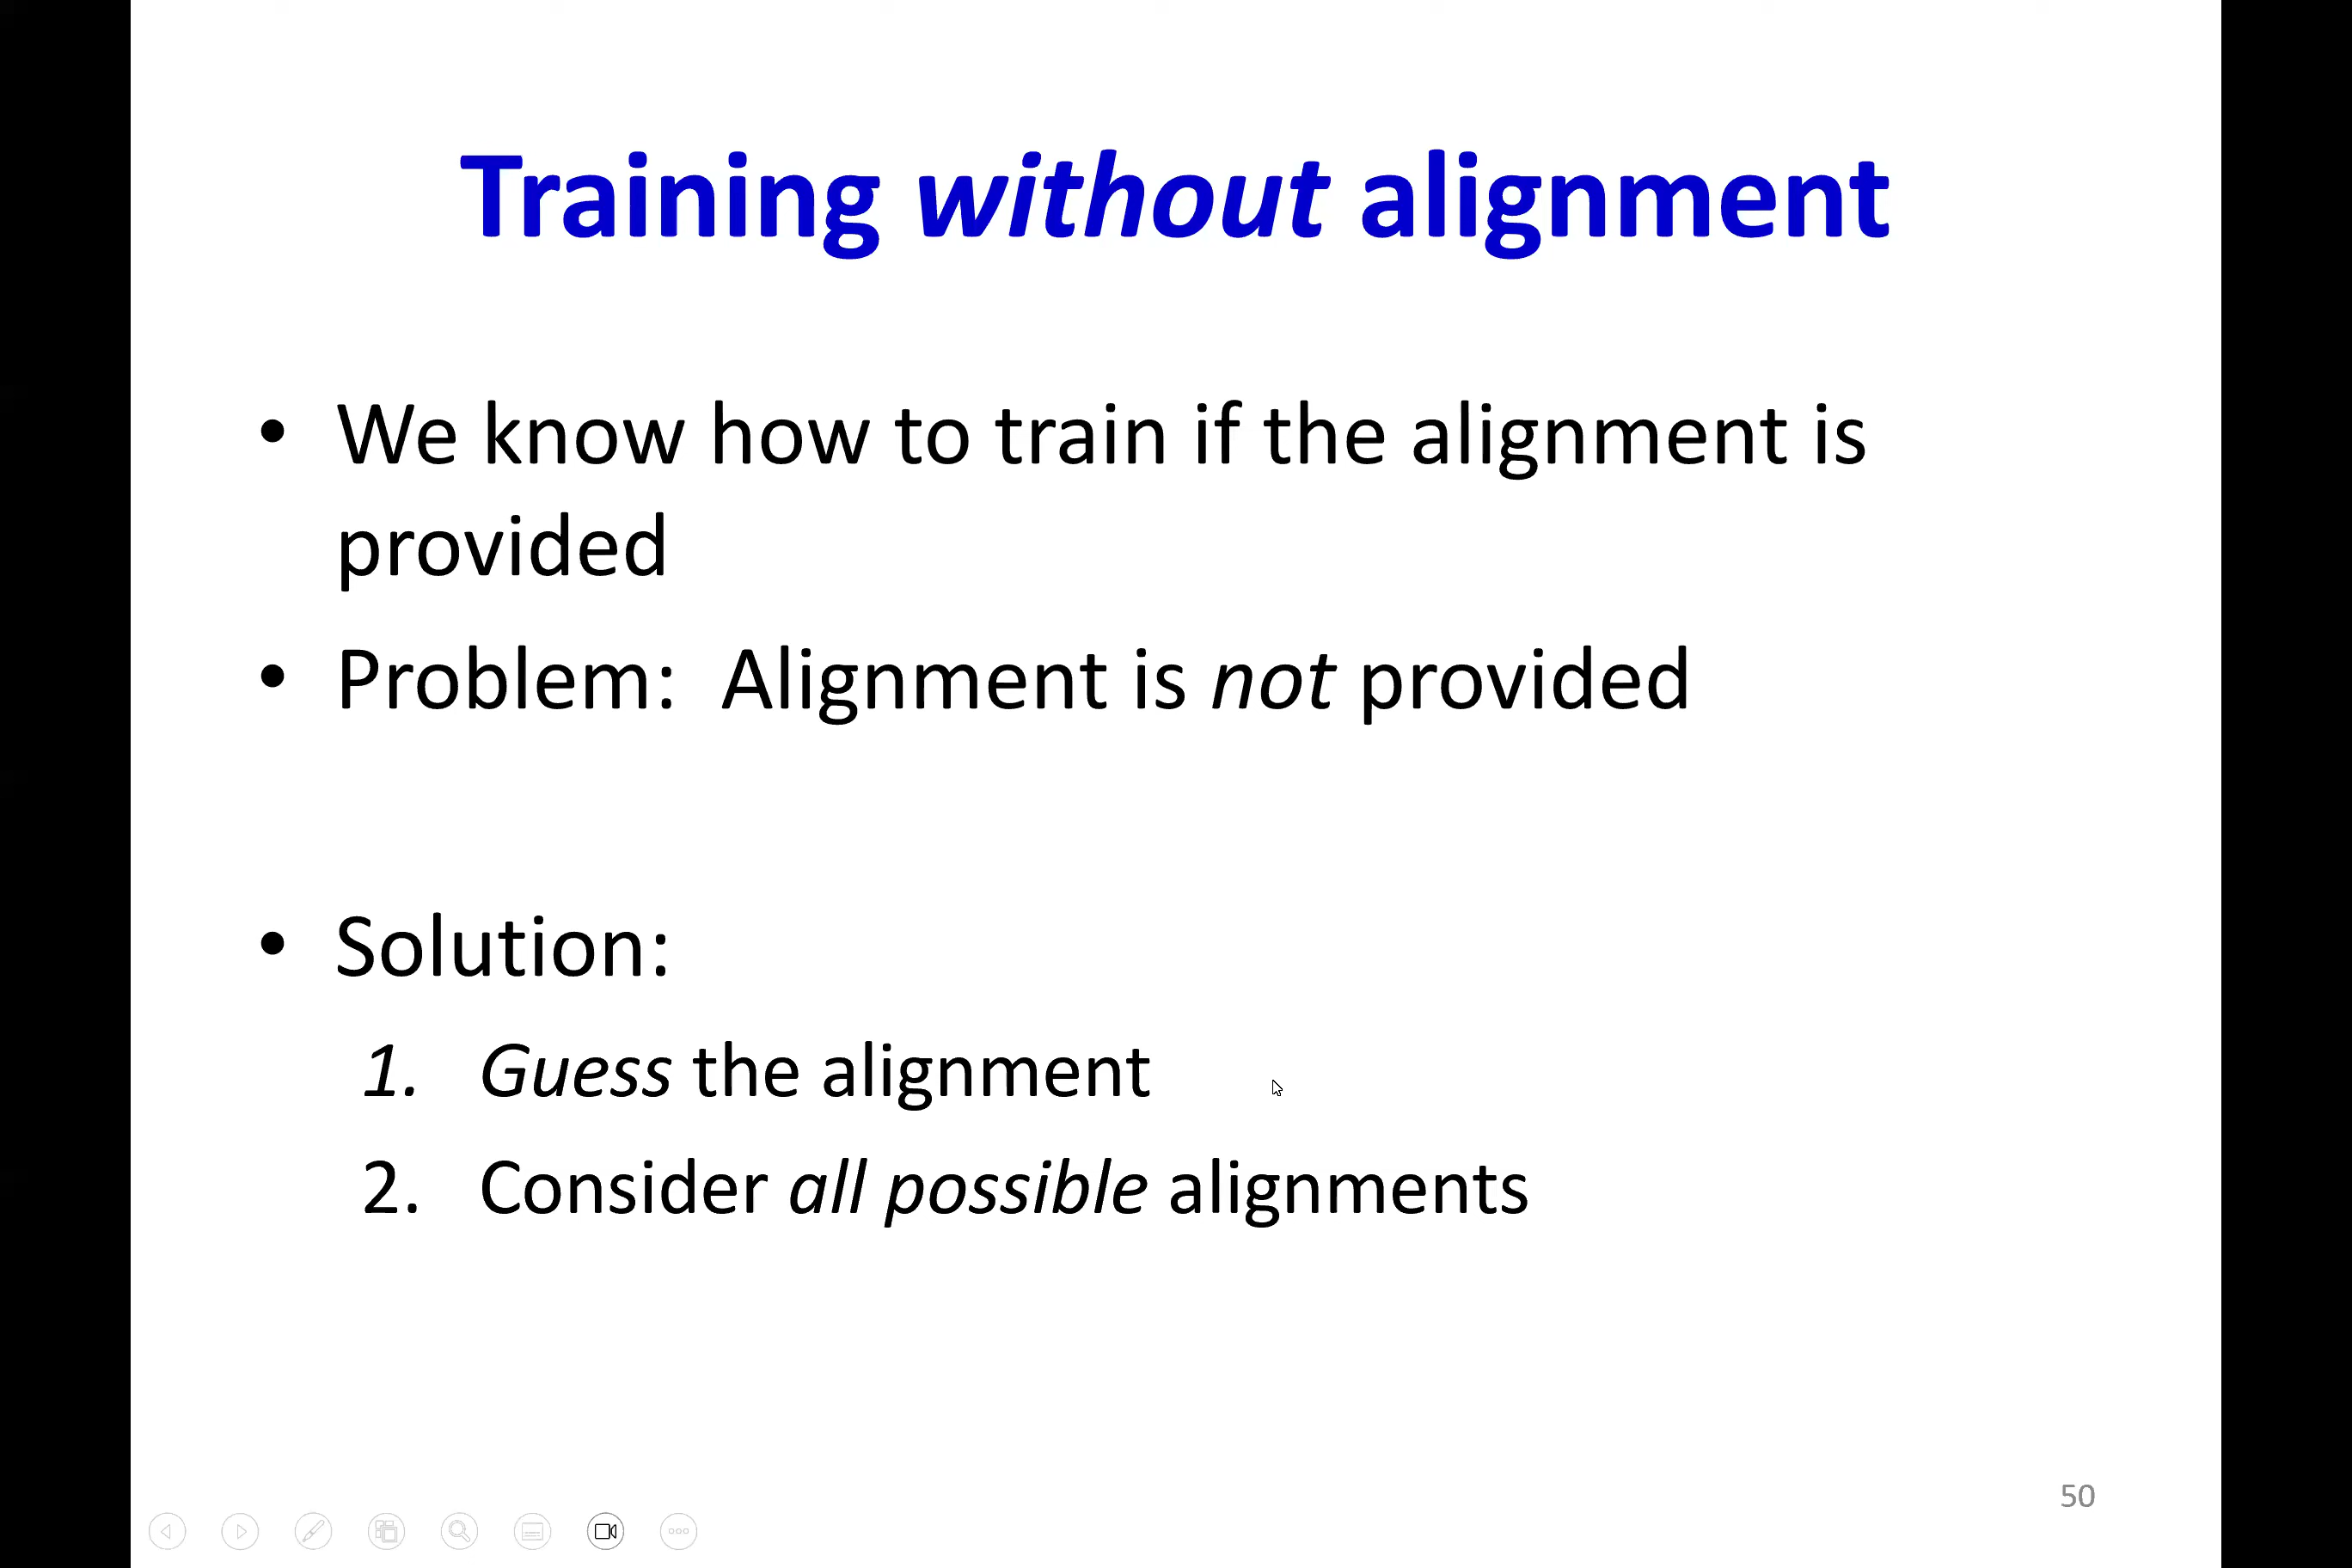 Training without alignment
• We know how to train if the alignment is
provided
• Problem:  Alignment is not provided
• Solution:
1. Guess the alignment
2. Consider all possible alignments
50